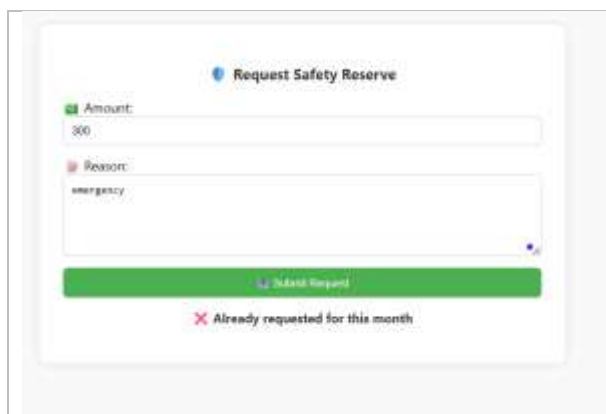 Request Safety Reserve
Amount:
300
Reason:
emergency
Submit Request
Already requested for this month